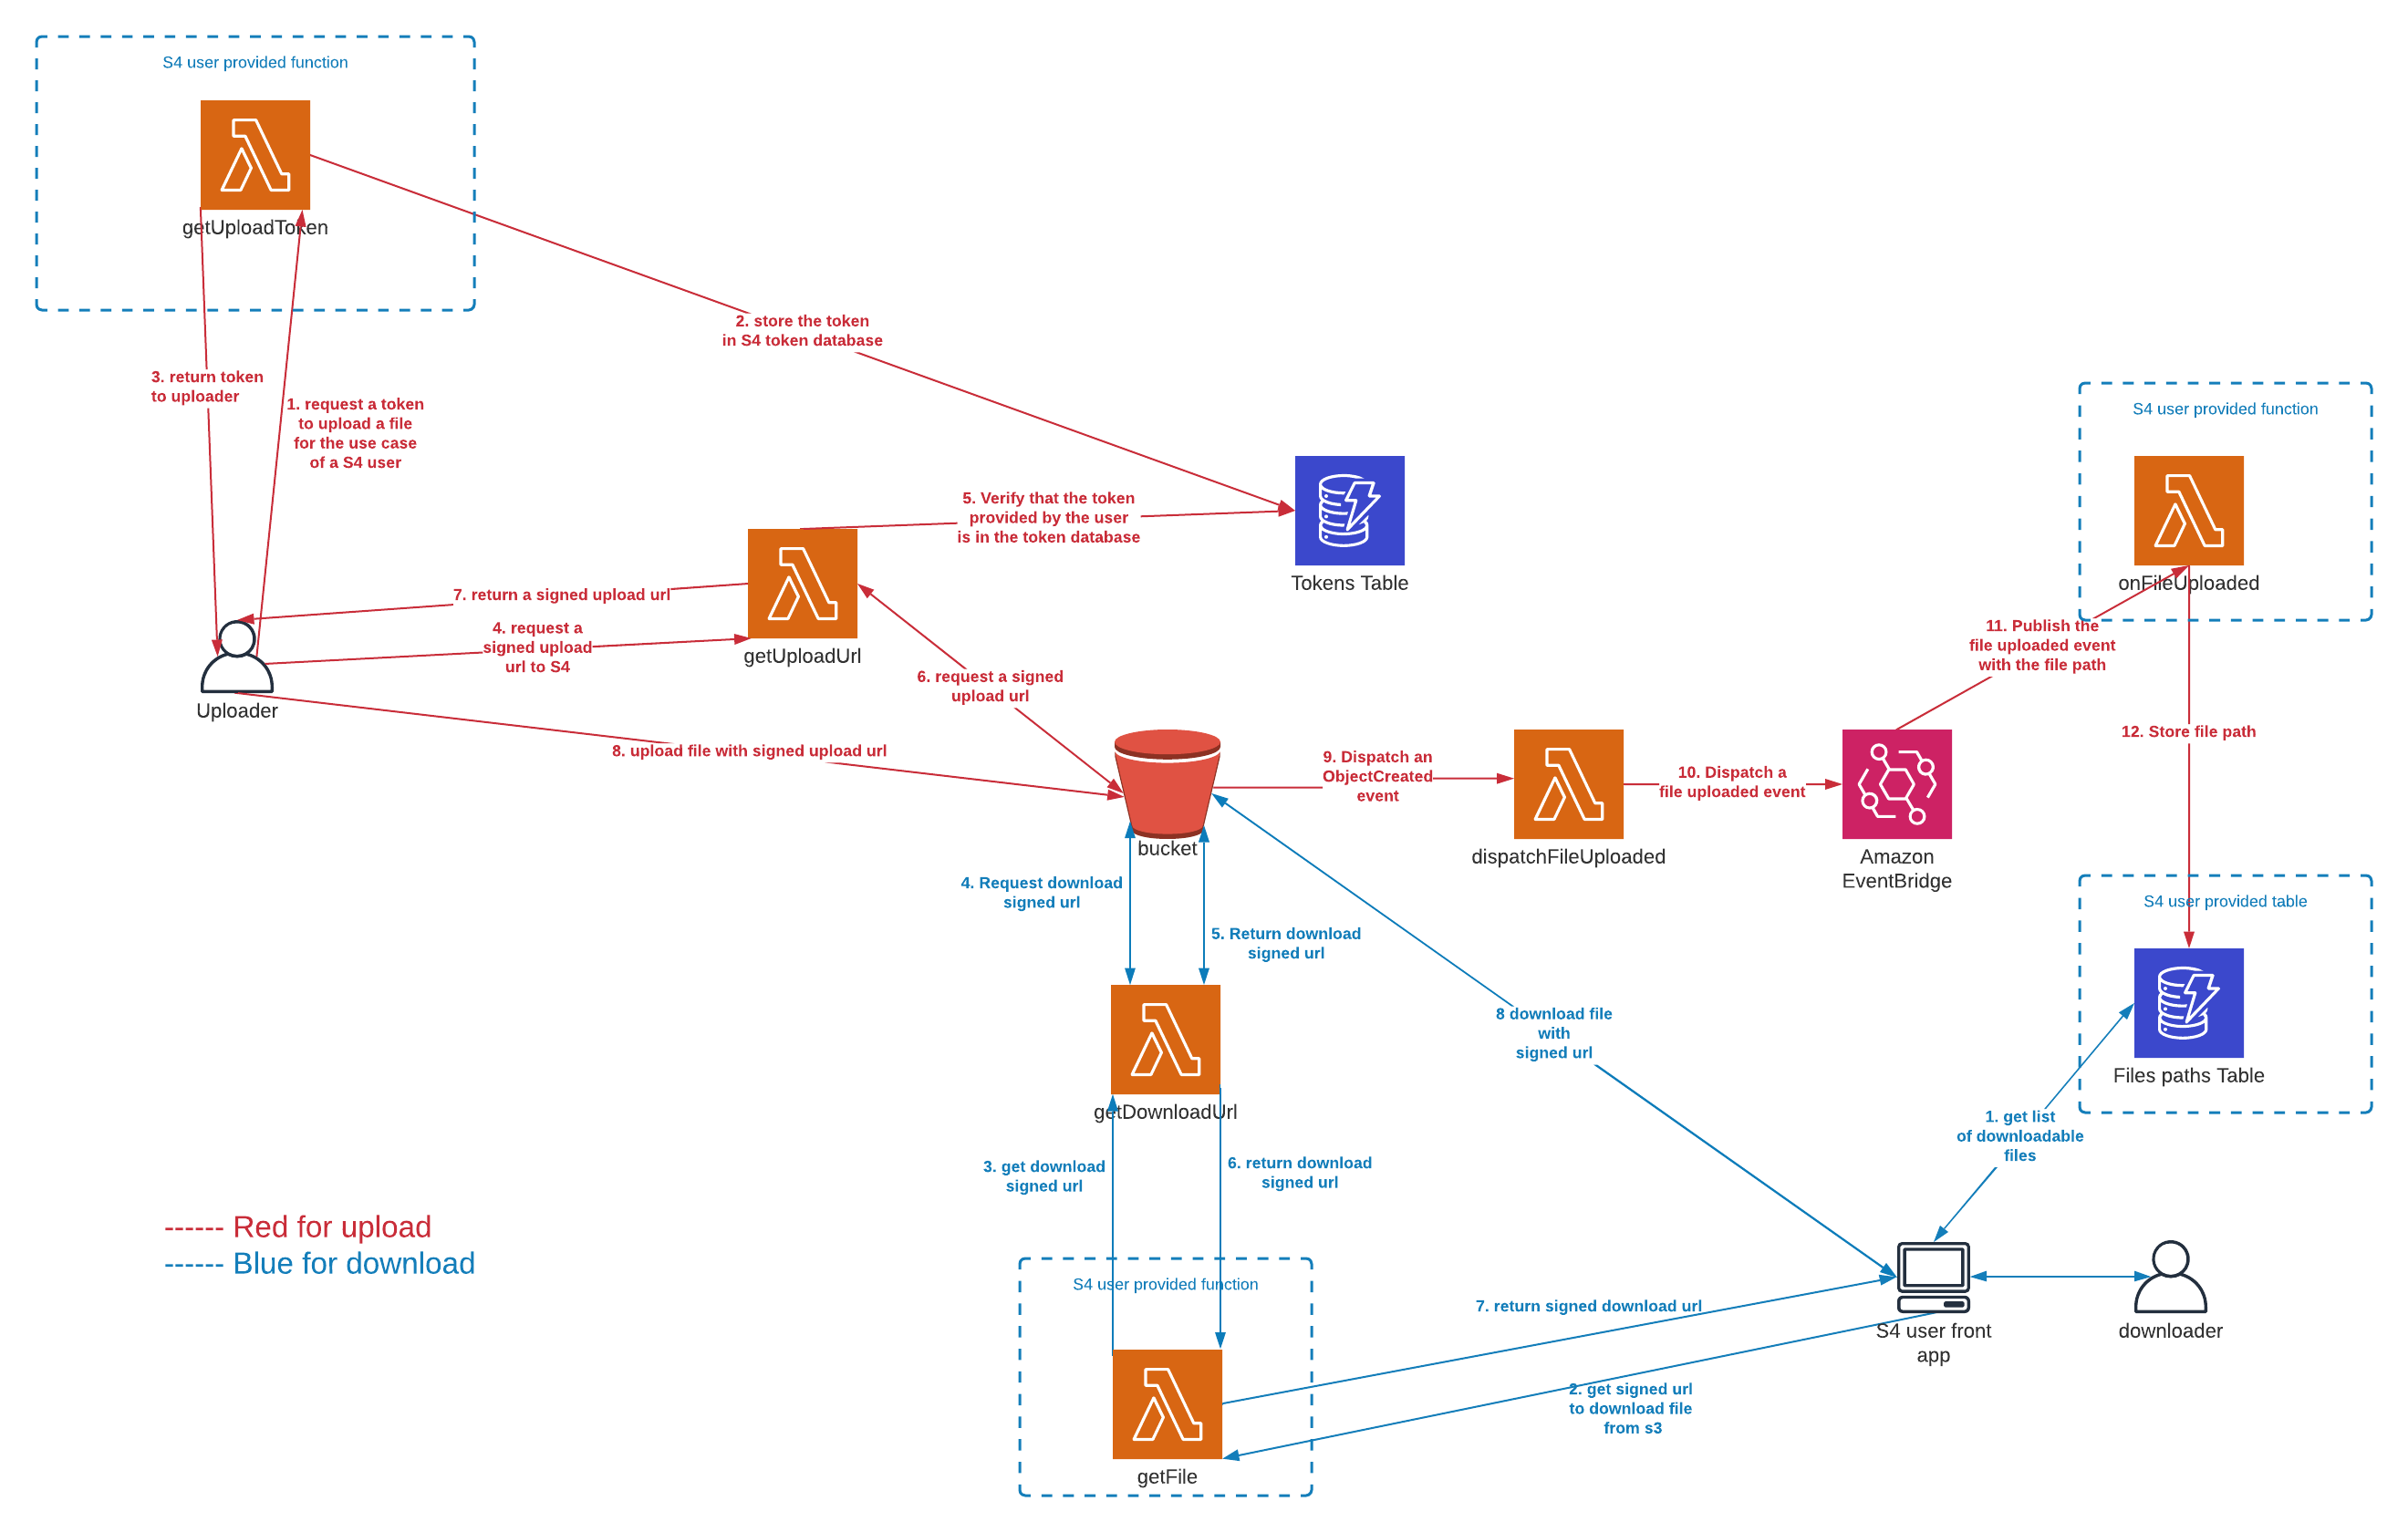 S4 user provided function
getUploadToken
2. store the token
in S4 token database
3. return token
to uploader
1. request a token
to upload a file
for the use case
of a S4 user
S4 user provided function
onFileUploaded
5. Verify that the token
provided by the user
is in the token database
Tokens Table
7. return a signed upload url
4. request a
signed upload
url to S4
getUploadUrl
Uploader
6. request a signed
upload url
8. upload file with signed upload url
11. Publish the
file uploaded event
with the file path
12. Store file path
9. Dispatch an
ObjectCreated
event
10. Dispatch a
file uploaded event
bucket
dispatchFileUploaded
Amazon
EventBridge
4. Request download
signed url
5. Return download
signed url
S4 user provided table
Files paths Table
8 download file
with
signed url
getDownloadUrl
1. get list
of downloadable
files
3. get download
signed url
6. return download
signed url
------ Red for upload
------ Blue for download
S4 user provided function
7. return signed download url
S4 user front
app
downloader
2. get signed url
to download file
from s3
getFile